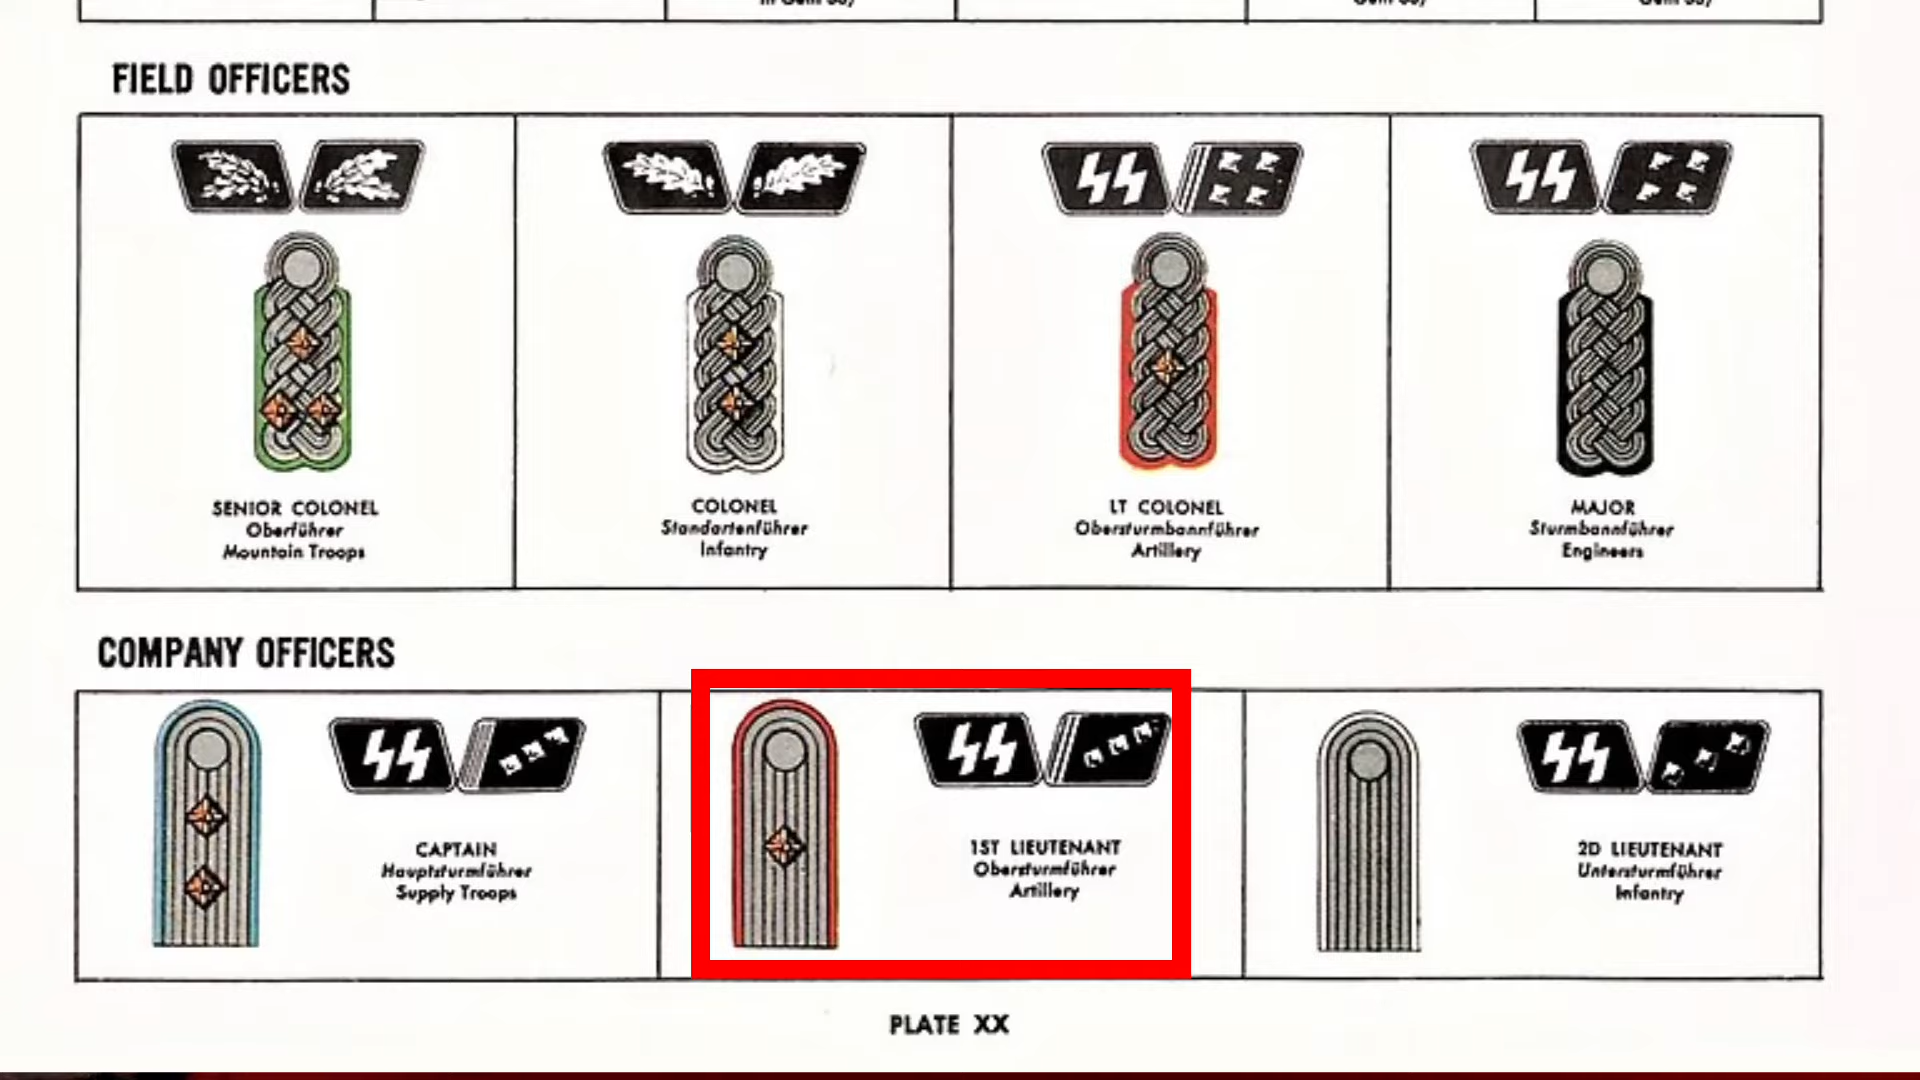 FIELD OFFICERS
SENIOR COLONEL
Oberführer
Mountain Troops
COLONEL
Standartenführer
Infantry
LT COLONEL
Obersturmbannführer
Artillery
MAJOR
Sturmbannführer
Engineers
COMPANY OFFICERS
CAPTAIN
Hauptsturmführer
Supply Troops
1ST LIEUTENANT
Obersturmführer
Artillery
2D LIEUTENANT
Untersturmführer
Infantry
PLATE XX